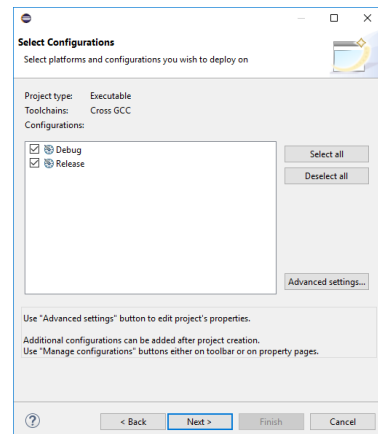 Select Configurations
Select platforms and configurations you wish to deploy on
Project type: Executable
Toolchains: Cross GCC
Configurations:
Debug
Release
Select all
Deselect all
Advanced settings...
Use "Advanced settings" button to edit project's properties.
Additional configurations can be added after project creation.
Use "Manage configurations" buttons either on toolbar or on property pages.
? < Back Next > Finish Cancel